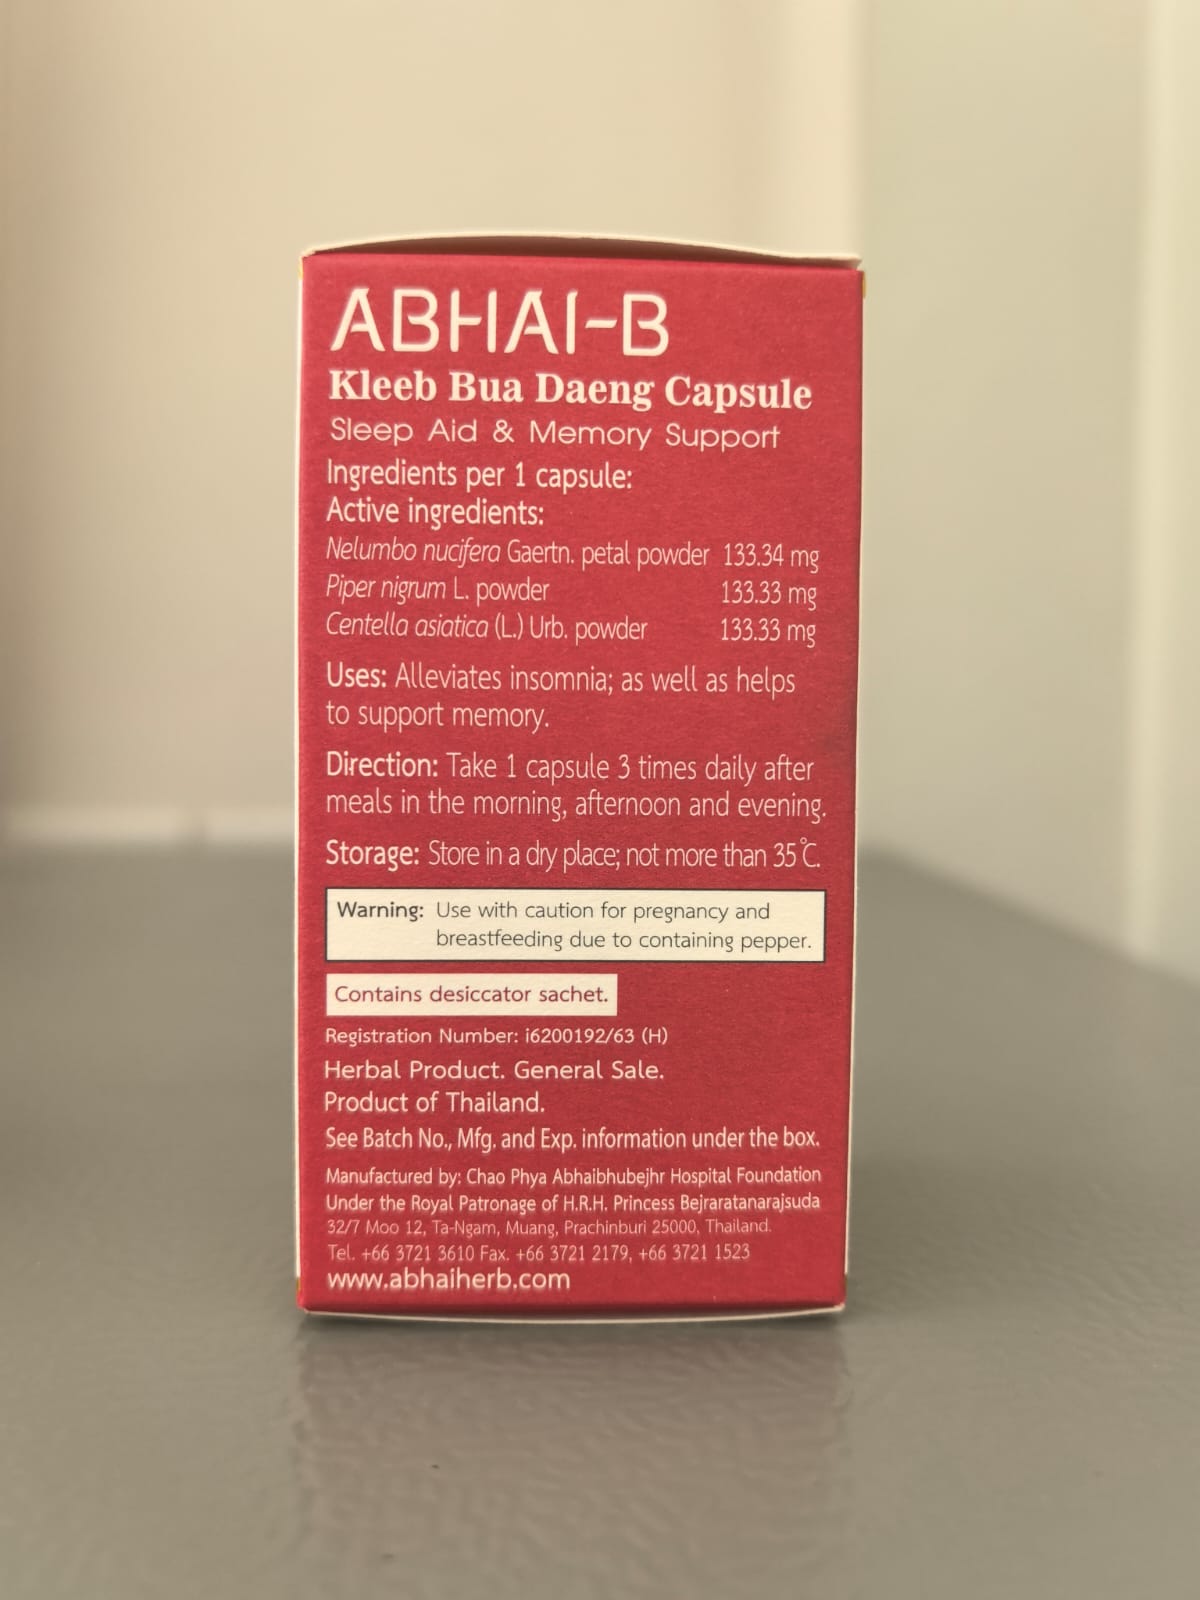 ABHAI-B
Kleeb Bua Daeng Capsule
Sleep Aid & Memory Support
Ingredients per 1 capsule:
Active ingredients:
Nelumbo nucifera Gaertn. petal powder 133.34 mg
Piper nigrum L. powder 133.33 mg
Centella asiatica (L.) Urb. powder 133.33 mg
Uses: Alleviates insomnia; as well as helps
to support memory.
Direction: Take 1 capsule 3 times daily after
meals in the morning, afternoon and evening.
Storage: Store in a dry place; not more than 35 ℃.
Warning: Use with caution for pregnancy and
breastfeeding due to containing pepper.
Contains desiccator sachet.
Registration Number: i6200192/63 (H)
Herbal Product. General Sale.
Product of Thailand.
See Batch No., Mfg. and Exp. information under the box.
Manufactured by: Chao Phya Abhaibhubejhr Hospital Foundation
Under the Royal Patronage of H.R.H. Princess Bejraratanarajsuda
32/7 Moo 12, Ta-Ngam, Muang, Prachinburi 25000, Thailand.
Tel. +66 3721 3610 Fax. +66 3721 2179, +66 3721 1523
www.abhaiherb.com